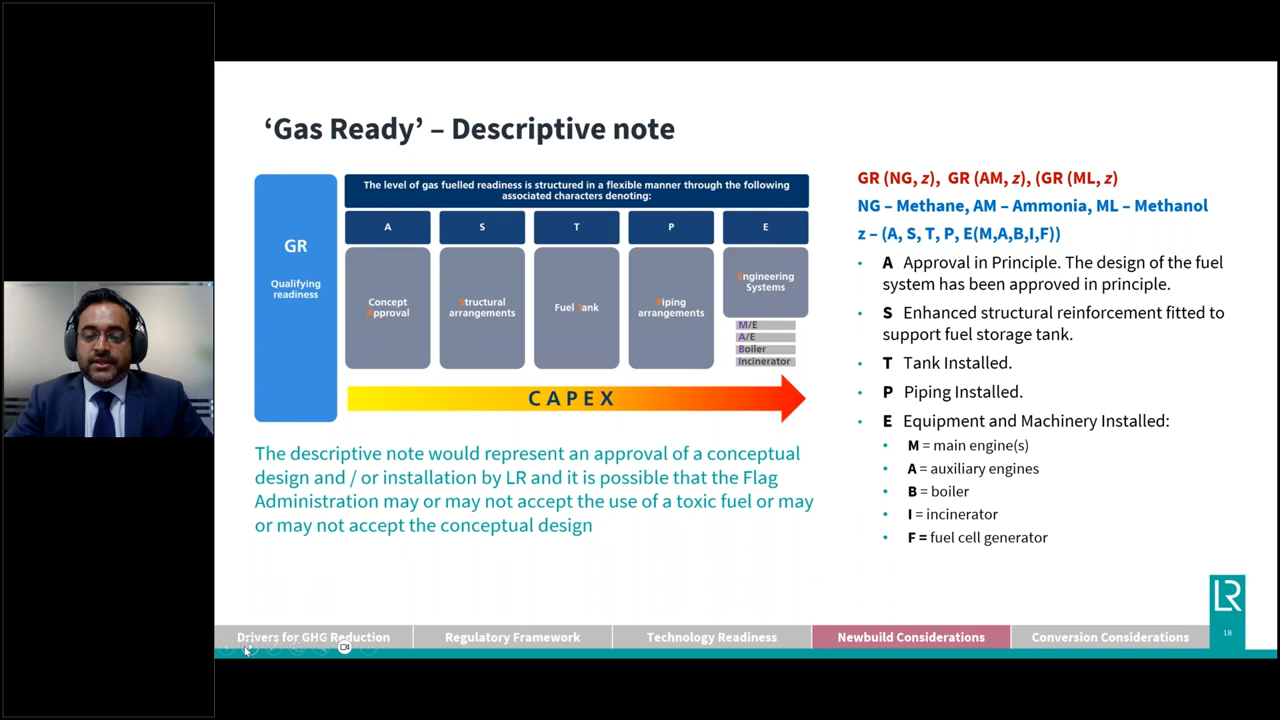 ‘Gas Ready’ – Descriptive note
GR
Qualifying
readiness
The level of gas fuelled readiness is structured in a flexible manner through the following
associated characters denoting:
A
S
T
P
E
Concept
Approval
Structural
arrangements
Fuel Tank
Piping
arrangements
Engineering
Systems
M/E
A/E
Boiler
Incinerator
CAPEX
The descriptive note would represent an approval of a conceptual
design and / or installation by LR and it is possible that the Flag
Administration may or may not accept the use of a toxic fuel or may
or may not accept the conceptual design
GR (NG, z), GR (AM, z), (GR (ML, z)
NG – Methane, AM – Ammonia, ML – Methanol
z – (A, S, T, P, E(M,A,B,I,F))
• A Approval in Principle. The design of the fuel
system has been approved in principle.
• S Enhanced structural reinforcement fitted to
support fuel storage tank.
• T Tank Installed.
• P Piping Installed.
• E Equipment and Machinery Installed:
• M = main engine(s)
• A = auxiliary engines
• B = boiler
• I = incinerator
• F = fuel cell generator
LR
18
Drivers for GHG Reduction
Regulatory Framework
Technology Readiness
Newbuild Considerations
Conversion Considerations